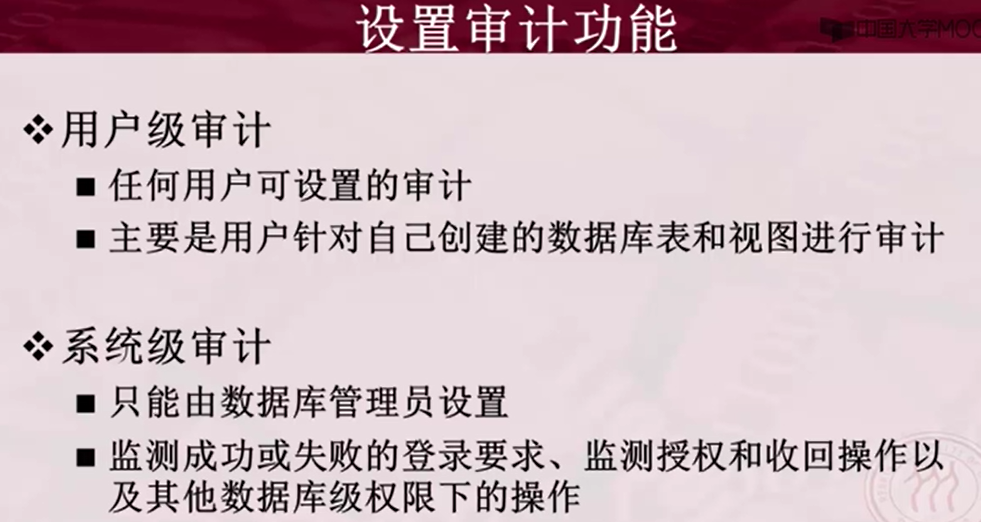 设置审计功能
中国大学MOO
❖用户级审计
■ 任何用户可设置的审计
■ 主要是用户针对自己创建的数据库表和视图进行审计
❖系统级审计
■ 只能由数据库管理员设置
■ 监测成功或失败的登录要求、监测授权和收回操作以
及其他数据库级权限下的操作